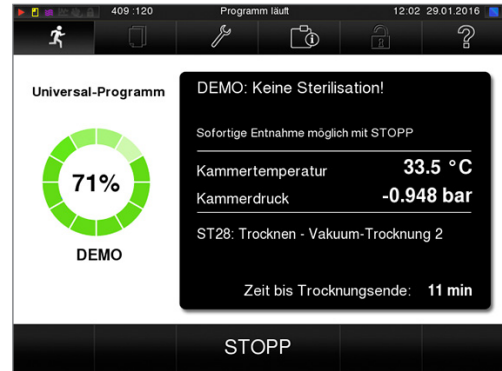 409 :120 Programm läuft 12:02 29.01.2016
Universal-Programm
71%
DEMO
DEMO: Keine Sterilisation!
Sofortige Entnahme möglich mit STOPP
Kammertemperatur 33.5 °C
Kammerdruck -0.948 bar
ST28: Trocknen - Vakuum-Trocknung 2
Zeit bis Trocknungsende: 11 min
STOPP